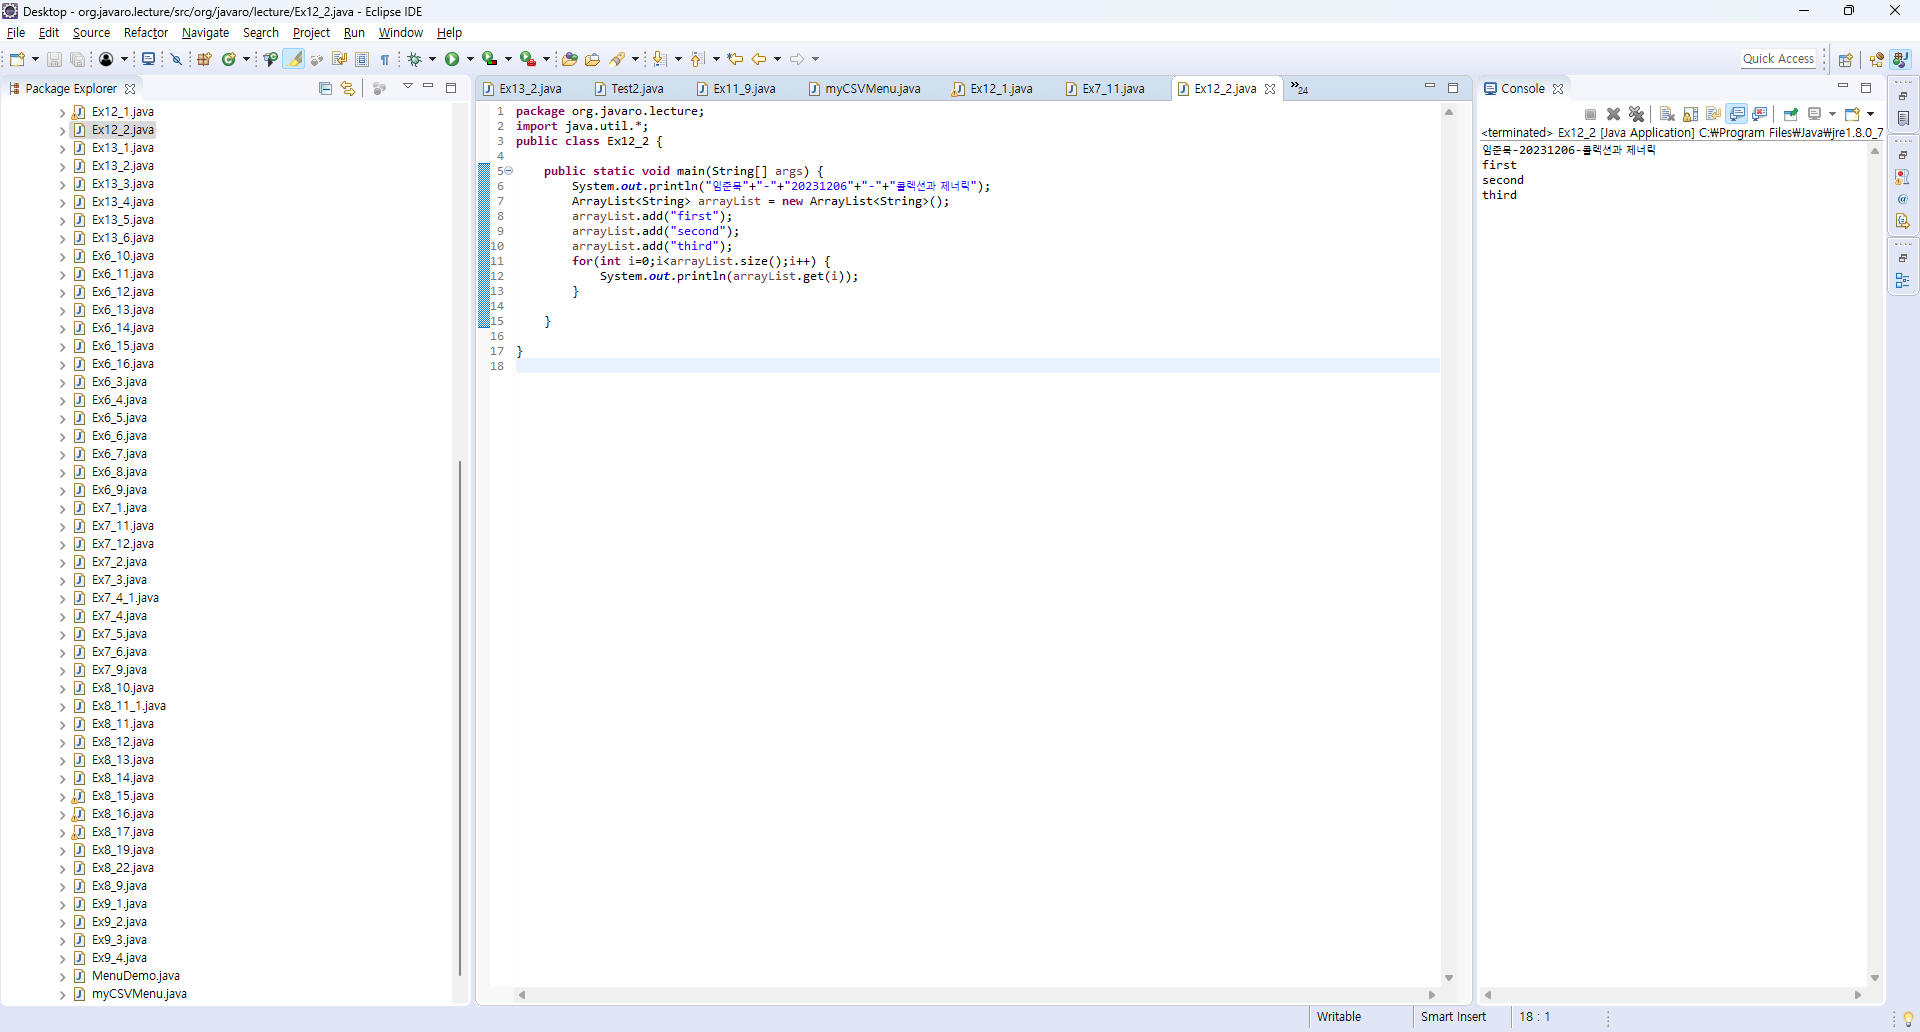 Desktop - org.javaro.lecture/src/org/javaro/lecture/Ex12_2.java - Eclipse IDE
File Edit Source Refactor Navigate Search Project Run Window Help
Quick Access
Package Explorer
Ex12_1.java
Ex12_2.java
Ex13_1.java
Ex13_2.java
Ex13_3.java
Ex13_4.java
Ex13_5.java
Ex13_6.java
Ex6_10.java
Ex6_11.java
Ex6_12.java
Ex6_13.java
Ex6_14.java
Ex6_15.java
Ex6_16.java
Ex6_3.java
Ex6_4.java
Ex6_5.java
Ex6_6.java
Ex6_7.java
Ex6_8.java
Ex6_9.java
Ex7_1.java
Ex7_11.java
Ex7_12.java
Ex7_2.java
Ex7_3.java
Ex7_4_1.java
Ex7_4.java
Ex7_5.java
Ex7_6.java
Ex7_9.java
Ex8_10.java
Ex8_11_1.java
Ex8_11.java
Ex8_12.java
Ex8_13.java
Ex8_14.java
Ex8_15.java
Ex8_16.java
Ex8_17.java
Ex8_19.java
Ex8_22.java
Ex8_9.java
Ex9_1.java
Ex9_2.java
Ex9_3.java
Ex9_4.java
MenuDemo.java
myCSVMenu.java
Ex13_2.java Test2.java Ex11_9.java myCSVMenu.java Ex12_1.java Ex7_11.java Ex12_2.java »24
1 package org.javaro.lecture;
2 import java.util.*;
3 public class Ex12_2 {
4
5 public static void main(String[] args) {
6 System.out.println("임준목"+"-"+"20231206"+"-"+"콜렉션과 제너릭");
7 ArrayList<String> arrayList = new ArrayList<String>();
8 arrayList.add("first");
9 arrayList.add("second");
10 arrayList.add("third");
11 for(int i=0;i<arrayList.size();i++) {
12 System.out.println(arrayList.get(i));
13 }
14
15 }
16
17 }
18
Console
<terminated> Ex12_2 [Java Application] C:₩Program Files₩Java₩jre1.8.0_7
임준목-20231206-콜렉션과 제너릭
first
second
third
Writable Smart Insert 18 : 1